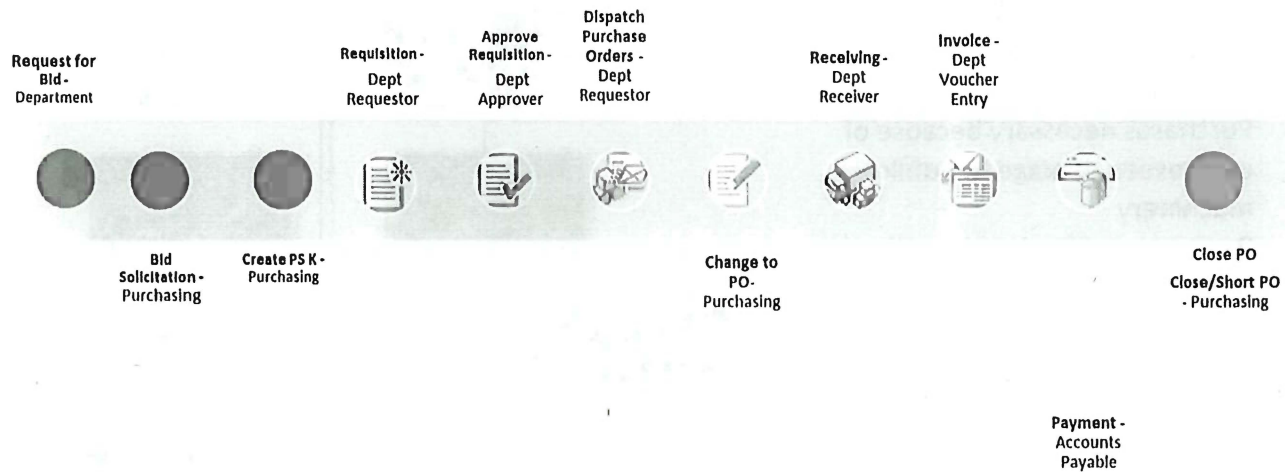 Request for
Bid -
Department
Bid
Solicitation -
Purchasing
Create PS K -
Purchasing
Requisition -
Dept
Requestor
Approve
Requisition -
Dept
Approver
Dispatch
Purchase
Orders -
Dept
Requestor
Change to
PO-
Purchasing
Receiving -
Dept
Receiver
Invoice -
Dept
Voucher
Entry
Payment -
Accounts
Payable
Close PO
Close/Short PO
- Purchasing